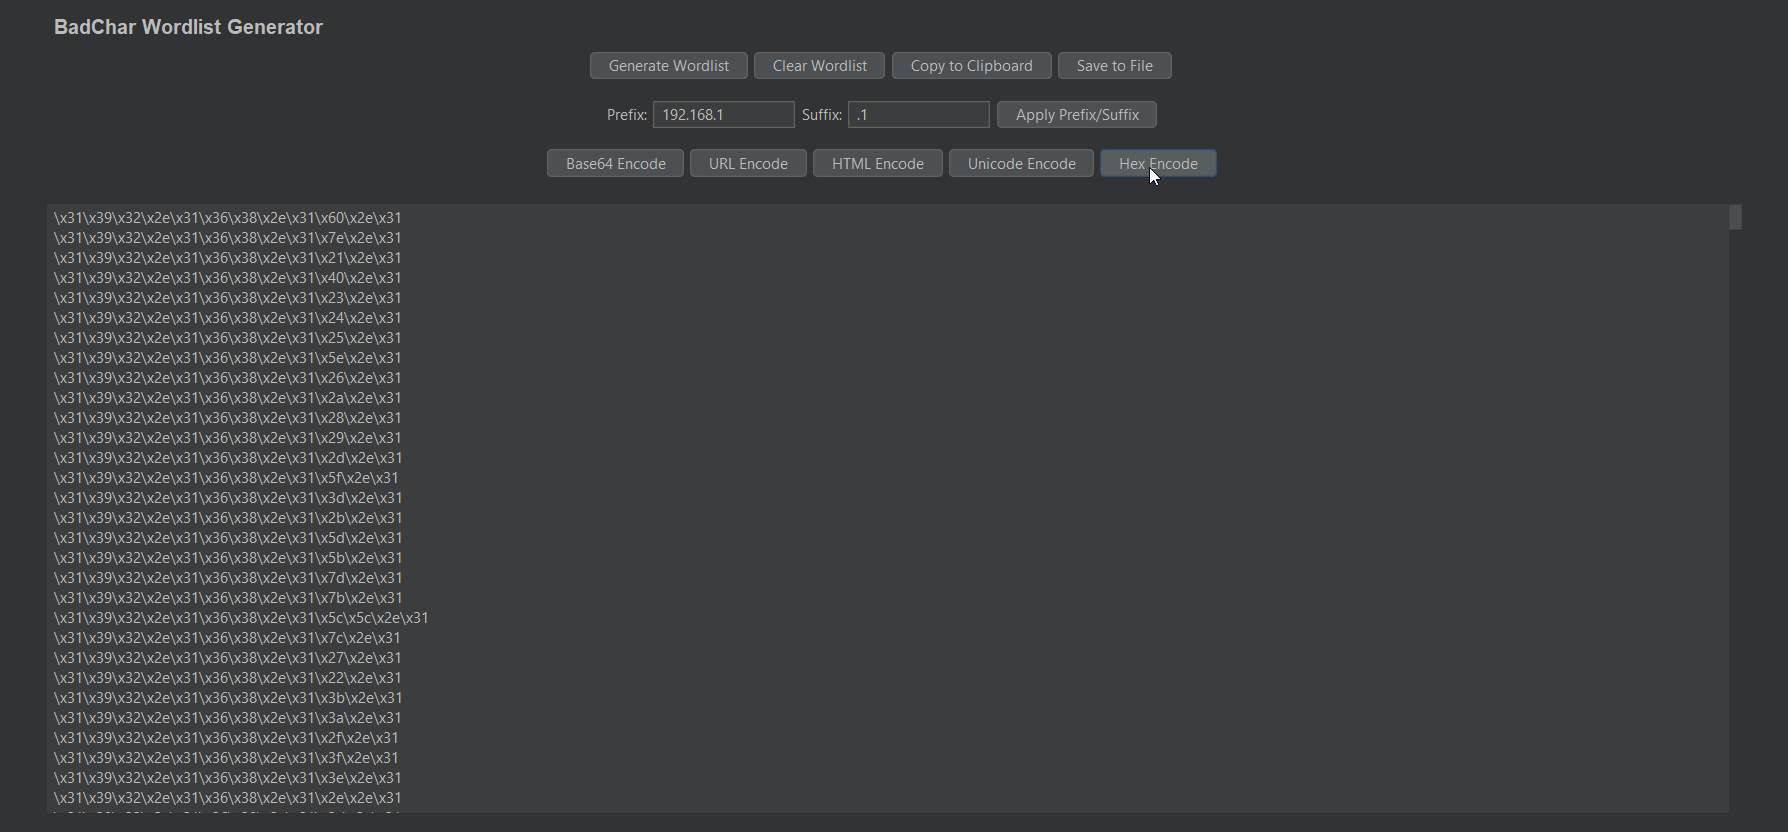 BadChar Wordlist Generator
Generate Wordlist Clear Wordlist Copy to Clipboard Save to File
Prefix: 192.168.1 Suffix: .1 Apply Prefix/Suffix
Base64 Encode URL Encode HTML Encode Unicode Encode Hex Encode
\x31\x39\x32\x2e\x31\x36\x38\x2e\x31\x60\x2e\x31
\x31\x39\x32\x2e\x31\x36\x38\x2e\x31\x7e\x2e\x31
\x31\x39\x32\x2e\x31\x36\x38\x2e\x31\x21\x2e\x31
\x31\x39\x32\x2e\x31\x36\x38\x2e\x31\x40\x2e\x31
\x31\x39\x32\x2e\x31\x36\x38\x2e\x31\x23\x2e\x31
\x31\x39\x32\x2e\x31\x36\x38\x2e\x31\x24\x2e\x31
\x31\x39\x32\x2e\x31\x36\x38\x2e\x31\x25\x2e\x31
\x31\x39\x32\x2e\x31\x36\x38\x2e\x31\x5e\x2e\x31
\x31\x39\x32\x2e\x31\x36\x38\x2e\x31\x26\x2e\x31
\x31\x39\x32\x2e\x31\x36\x38\x2e\x31\x2a\x2e\x31
\x31\x39\x32\x2e\x31\x36\x38\x2e\x31\x28\x2e\x31
\x31\x39\x32\x2e\x31\x36\x38\x2e\x31\x29\x2e\x31
\x31\x39\x32\x2e\x31\x36\x38\x2e\x31\x2d\x2e\x31
\x31\x39\x32\x2e\x31\x36\x38\x2e\x31\x5f\x2e\x31
\x31\x39\x32\x2e\x31\x36\x38\x2e\x31\x3d\x2e\x31
\x31\x39\x32\x2e\x31\x36\x38\x2e\x31\x2b\x2e\x31
\x31\x39\x32\x2e\x31\x36\x38\x2e\x31\x5d\x2e\x31
\x31\x39\x32\x2e\x31\x36\x38\x2e\x31\x5b\x2e\x31
\x31\x39\x32\x2e\x31\x36\x38\x2e\x31\x7d\x2e\x31
\x31\x39\x32\x2e\x31\x36\x38\x2e\x31\x7b\x2e\x31
\x31\x39\x32\x2e\x31\x36\x38\x2e\x31\x5c\x5c\x2e\x31
\x31\x39\x32\x2e\x31\x36\x38\x2e\x31\x7c\x2e\x31
\x31\x39\x32\x2e\x31\x36\x38\x2e\x31\x27\x2e\x31
\x31\x39\x32\x2e\x31\x36\x38\x2e\x31\x22\x2e\x31
\x31\x39\x32\x2e\x31\x36\x38\x2e\x31\x3b\x2e\x31
\x31\x39\x32\x2e\x31\x36\x38\x2e\x31\x3a\x2e\x31
\x31\x39\x32\x2e\x31\x36\x38\x2e\x31\x2f\x2e\x31
\x31\x39\x32\x2e\x31\x36\x38\x2e\x31\x3f\x2e\x31
\x31\x39\x32\x2e\x31\x36\x38\x2e\x31\x3e\x2e\x31
\x31\x39\x32\x2e\x31\x36\x38\x2e\x31\x2e\x2e\x31